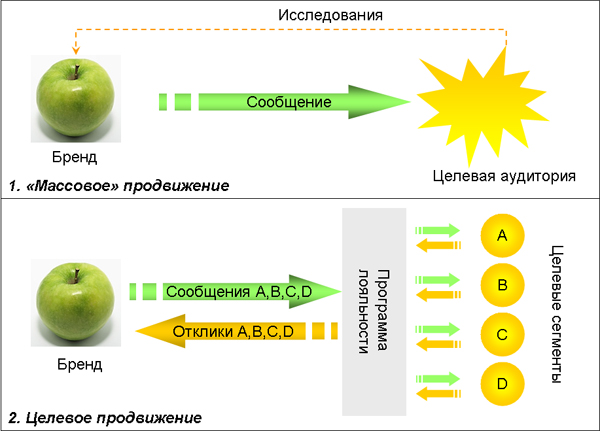 Исследования
Сообщение
Бренд
Целевая аудитория
1. «Массовое» продвижение
Сообщения A,B,C,D
Отклики A,B,C,D
Бренд
Программа
лояльности
A
B
C
D
Целевые сегменты
2. Целевое продвижение